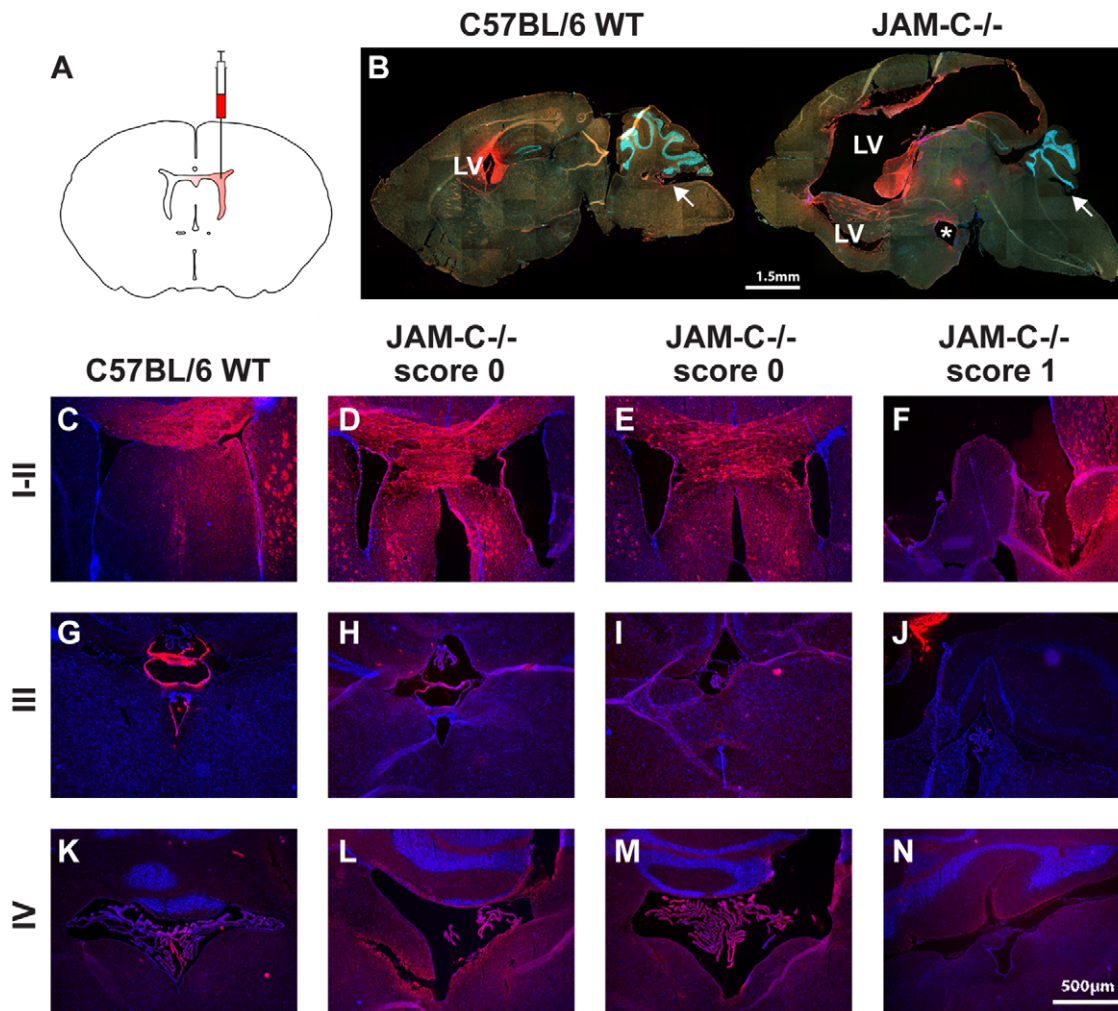 C57BL/6 WT JAM-C-/-
A B
LV LV
LV *
1.5mm
C57BL/6 WT JAM-C-/- score 0 JAM-C-/- score 0 JAM-C-/- score 1
I-II C D E F
III G H I J
IV K L M N
500µm